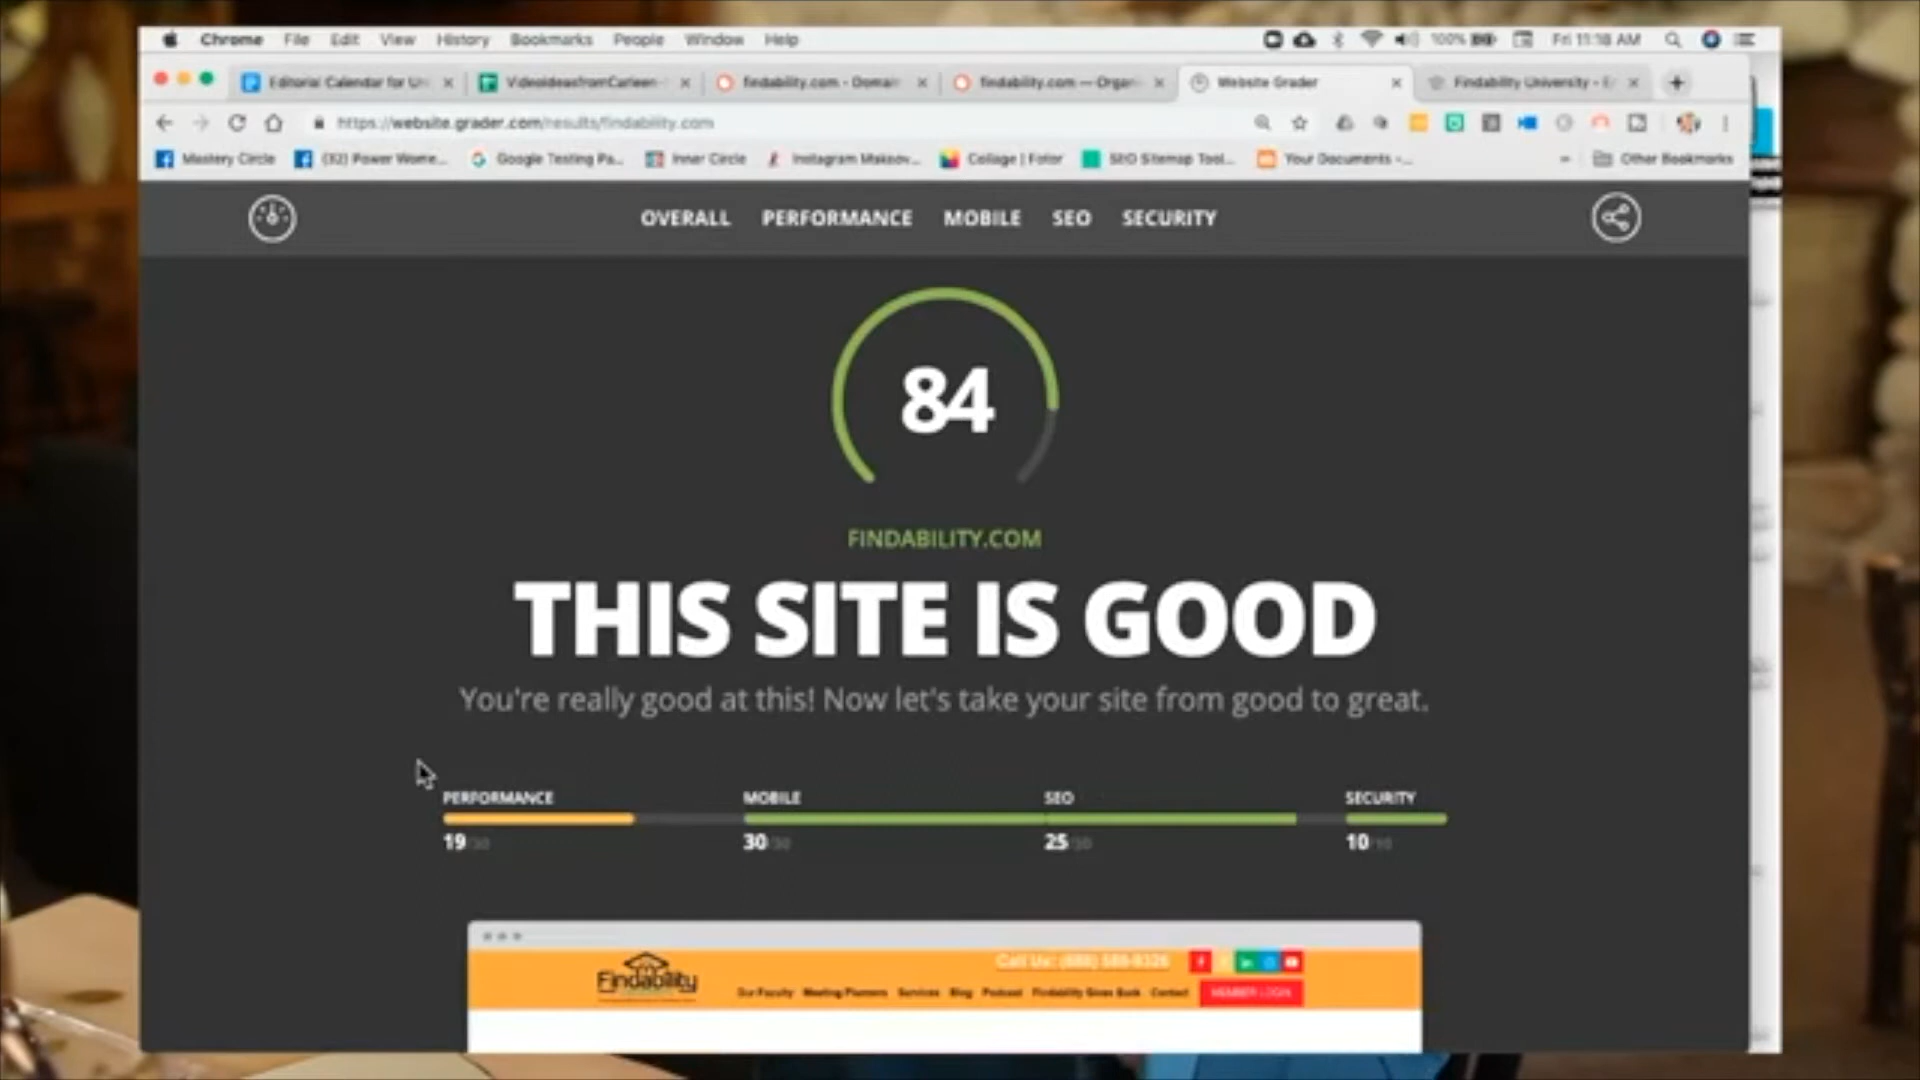 Chrome File Edit View History Bookmarks People Window Help 100% Fri 11:18 AM
Editorial Calendar for Un VideoIdeasfromCarleen- findability.com - Domain findability.com — Organi Website Grader Findability University - E
https://website.grader.com/results/findability.com
Mastery Circle (32) Power Wome... Google Testing Pa... Inner Circle Instagram Makeov... Collage | Fotor SEO Sitemap Tool... Your Documents -... Other Bookmarks
OVERALL PERFORMANCE MOBILE SEO SECURITY
84
FINDABILITY.COM
THIS SITE IS GOOD
You're really good at this! Now let's take your site from good to great.
PERFORMANCE MOBILE SEO SECURITY
19/30 30/30 25/30 10/10
Call Us:
Findability
Our Faculty Meeting Planners Services Blog Podcast Findability Gives Back Contact MEMBER LOGIN